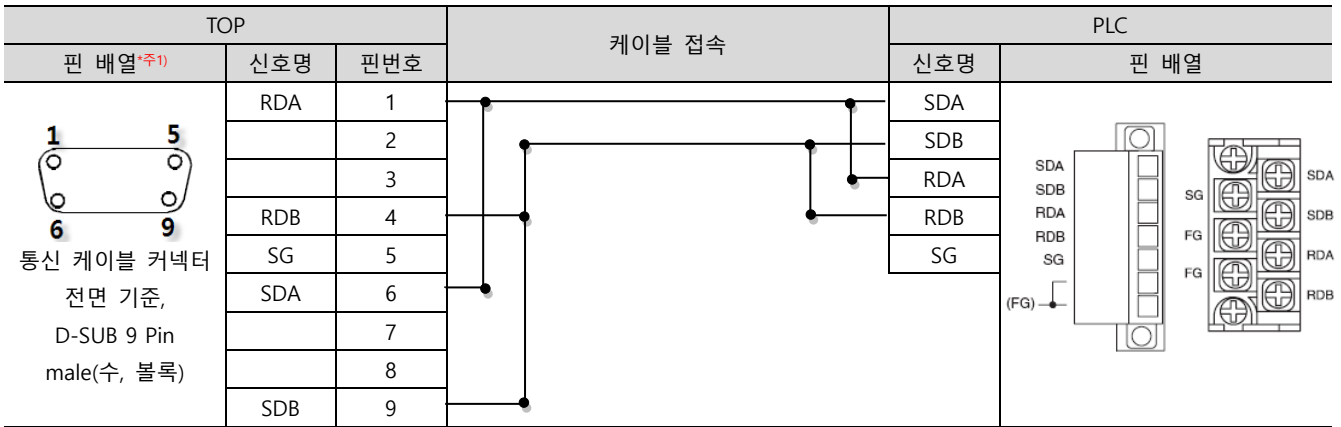 TOP 케이블 접속 PLC
핀 배열*주1) 신호명 핀번호 신호명 핀 배열
RDA 1 SDA
2 SDB
3 RDA
RDB 4 RDB
SG 5 SG
SDA 6
7
8
SDB 9
1 5
6 9
통신 케이블 커넥터
전면 기준,
D-SUB 9 Pin
male(수, 볼록)
SDA
SDB
RDA
RDB
SG
(FG)
SG
FG
FG
SDA
SDB
RDA
RDB